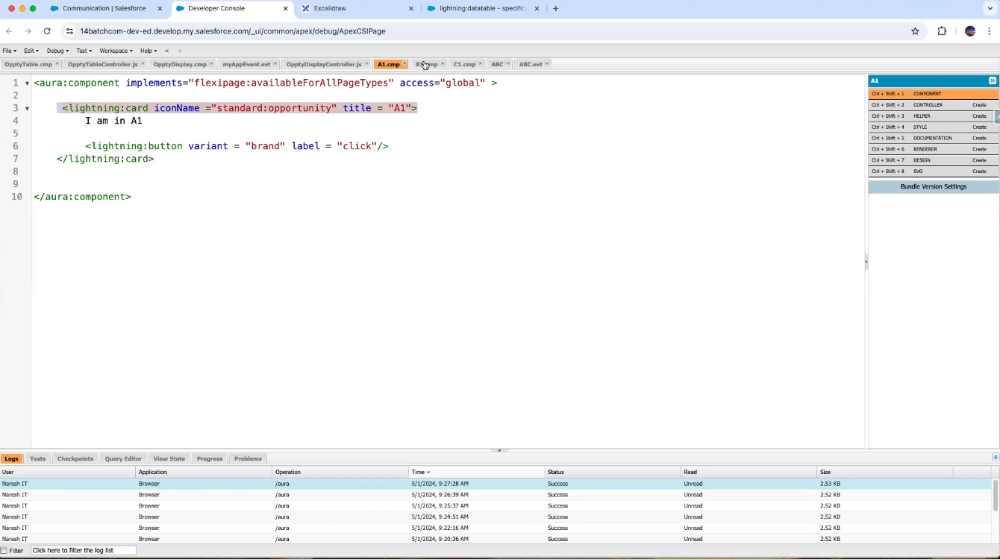 Communication | Salesforce
Developer Console
Excalidraw
lightning:datatable - specific
14batchcom-dev-ed.develop.my.salesforce.com/_ui/common/apex/debug/ApexCSIPage
File Edit Debug Test Workspace Help < >
OpptyTable.cmp OpptyTableController.js OpptyDisplay.cmp myAppEvent.evt OpptyDisplayController.js A1.cmp C1.cmp ABC ABC.evt
1 <aura:component implements="flexipage:availableForAllPageTypes" access="global" >
2
3 <lightning:card iconName ="standard:opportunity" title = "A1">
4 I am in A1
5
6 <lightning:button variant = "brand" label = "click"/>
7 </lightning:card>
8
9
10 </aura:component>
A1
Ctrl + Shift + 1 COMPONENT
Ctrl + Shift + 2 CONTROLLER Create
Ctrl + Shift + 3 HELPER Create
Ctrl + Shift + 4 STYLE Create
Ctrl + Shift + 5 DOCUMENTATION Create
Ctrl + Shift + 6 RENDERER Create
Ctrl + Shift + 7 DESIGN Create
Ctrl + Shift + 8 SVG Create
Bundle Version Settings
Logs Tests Checkpoints Query Editor View State Progress Problems
User Application Operation Time Status Read Size
Naresh IT Browser /aura 5/1/2024, 9:27:28 AM Success Unread 2.53 KB
Naresh IT Browser /aura 5/1/2024, 9:26:39 AM Success Unread 2.52 KB
Naresh IT Browser /aura 5/1/2024, 9:25:37 AM Success Unread 2.52 KB
Naresh IT Browser /aura 5/1/2024, 9:24:51 AM Success Unread 2.52 KB
Naresh IT Browser /aura 5/1/2024, 9:22:16 AM Success Unread 2.52 KB
Naresh IT Browser /aura 5/1/2024, 9:20:36 AM Success Unread 2.52 KB
Filter Click here to filter the log list